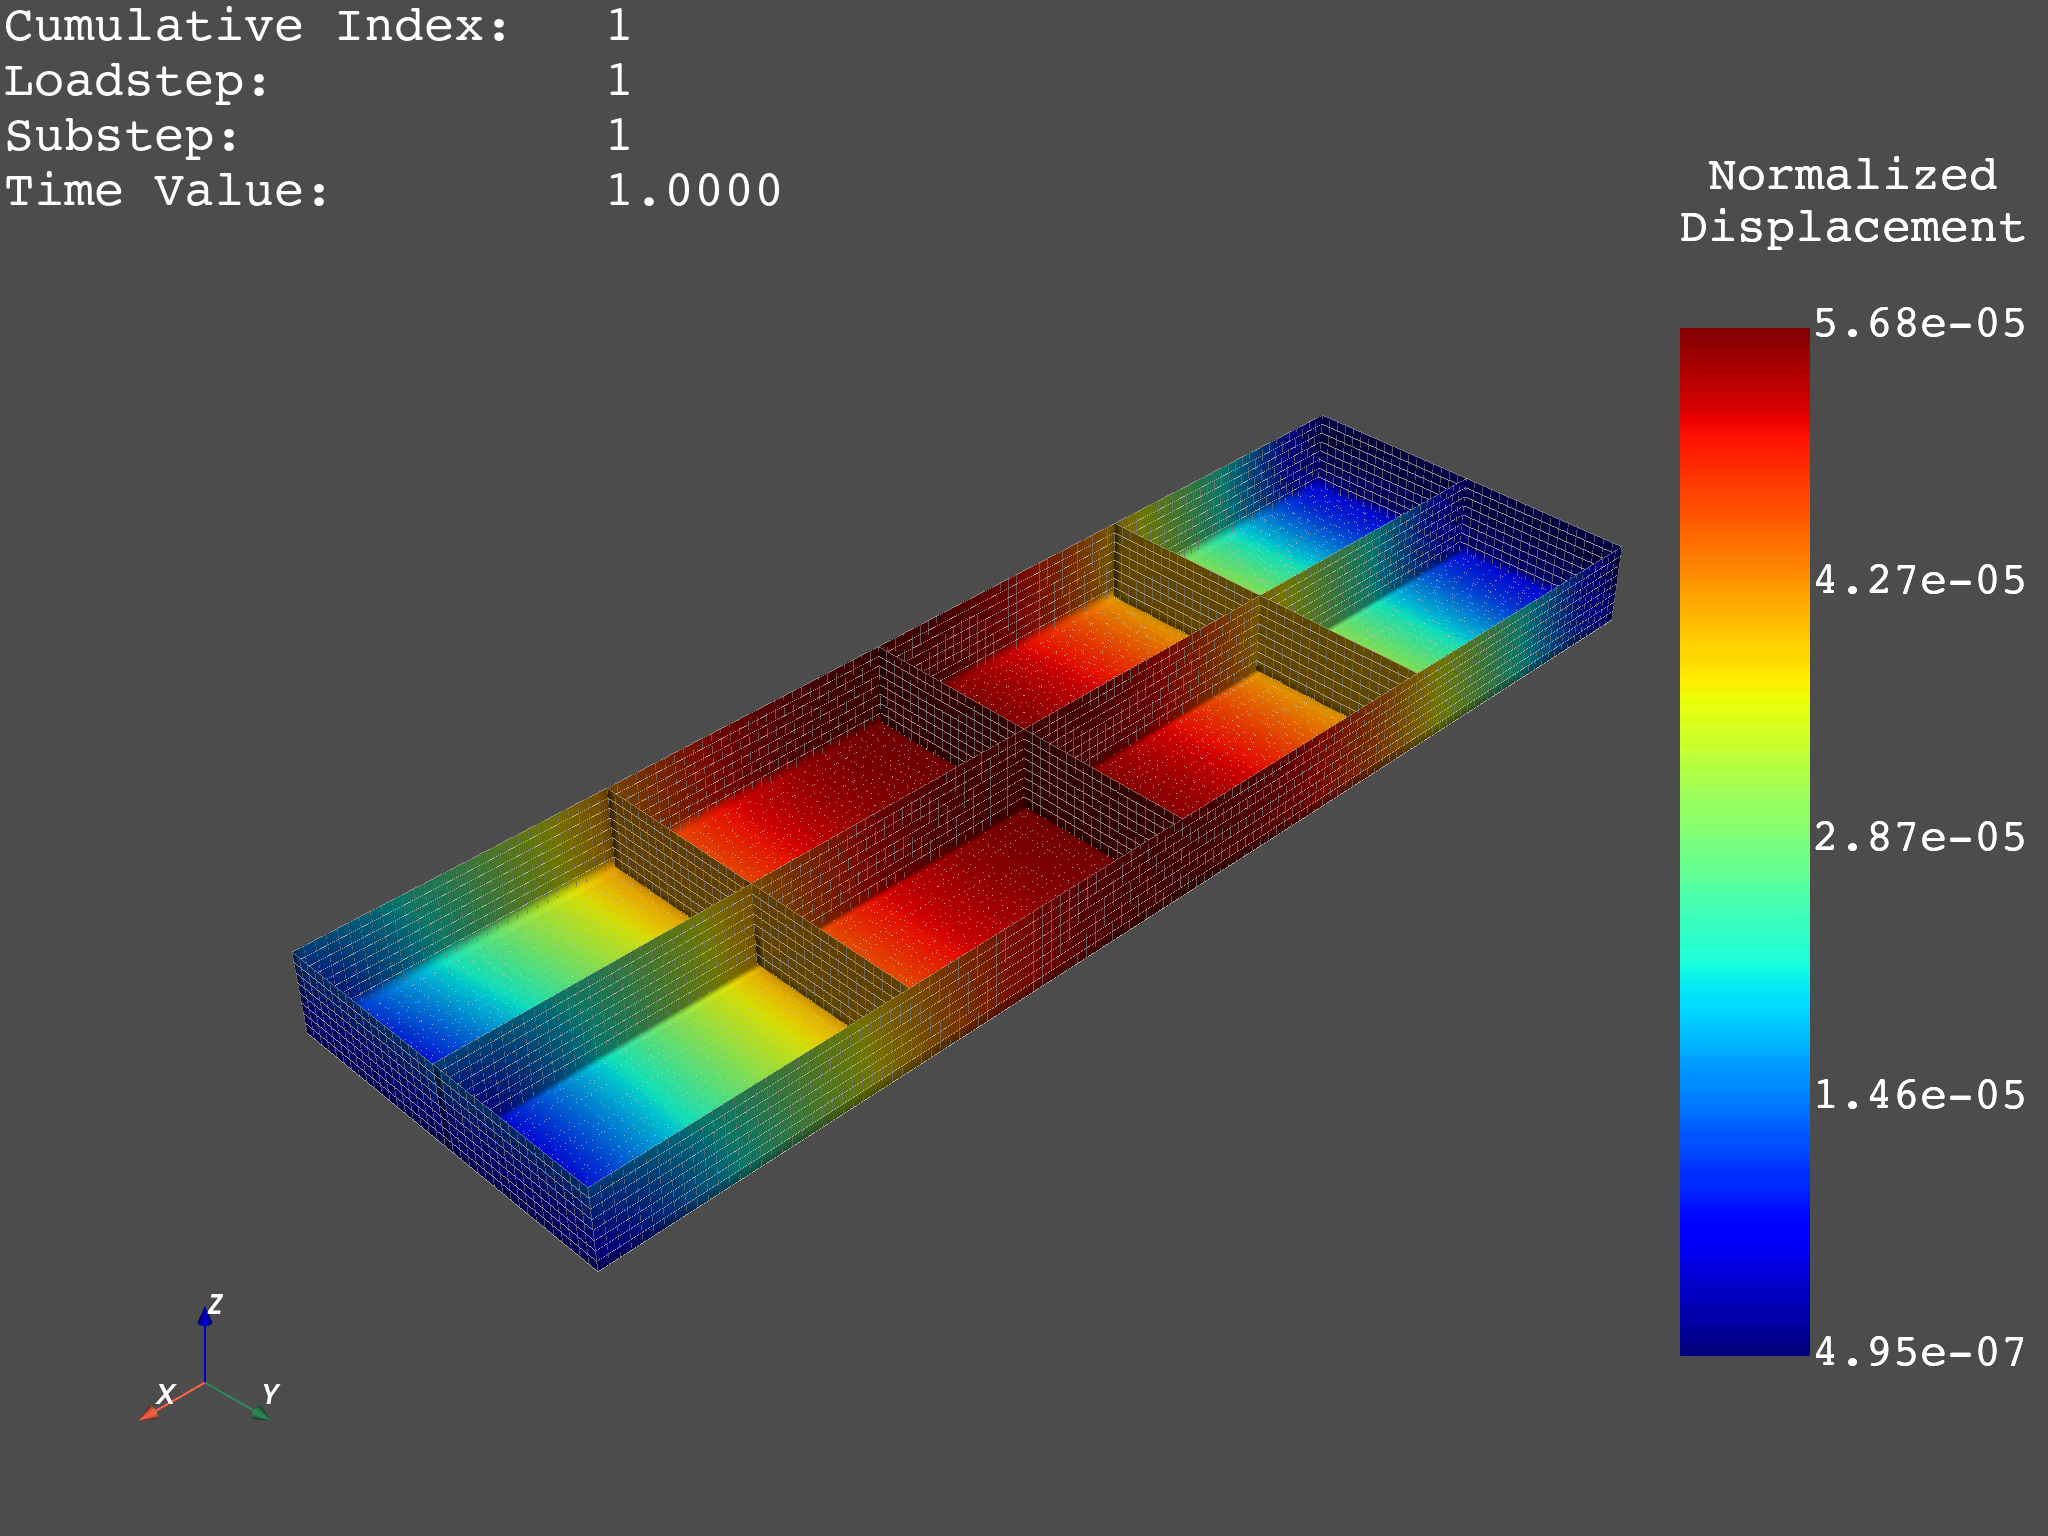 Cumulative Index: 1
Loadstep: 1
Substep: 1
Time Value: 1.0000
Normalized
Displacement
5.68e-05
4.27e-05
2.87e-05
1.46e-05
4.95e-07
Z
X Y